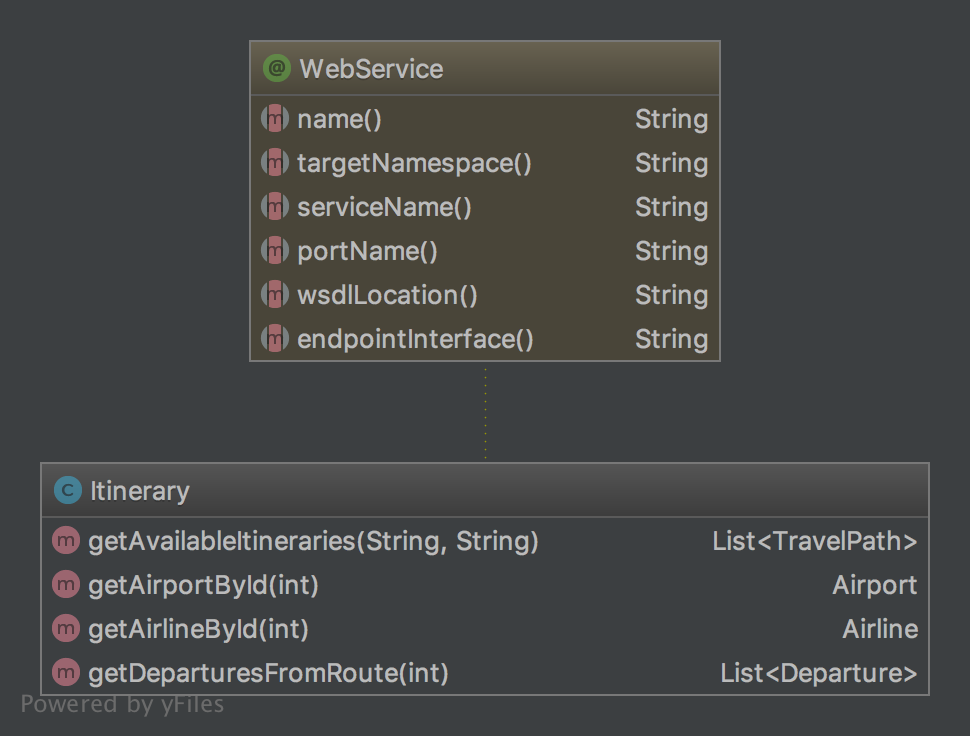 @ WebService
m name() String
m targetNamespace() String
m serviceName() String
m portName() String
m wsdlLocation() String
m endpointInterface() String
C Itinerary
m getAvailableItineraries(String, String) List<TravelPath>
m getAirportById(int) Airport
m getAirlineById(int) Airline
m getDeparturesFromRoute(int) List<Departure>
Powered by yFiles